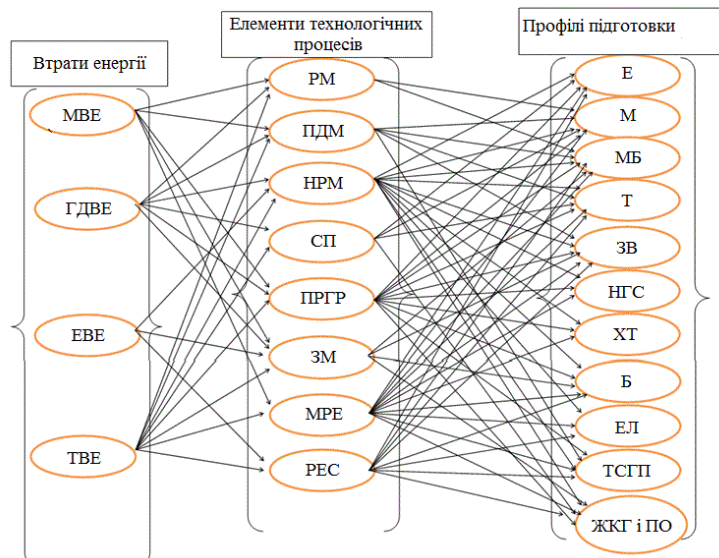 Втрати енергії
МВЕ
ГДВЕ
ЕВЕ
ТВЕ
Елементи технологічних
процесів
РМ
ПДМ
НРМ
СП
ПРГР
ЗМ
МРЕ
РЕС
Профілі підготовки
Е
М
МБ
Т
ЗВ
НГС
ХТ
Б
ЕЛ
ТСГП
ЖКГ і ПО